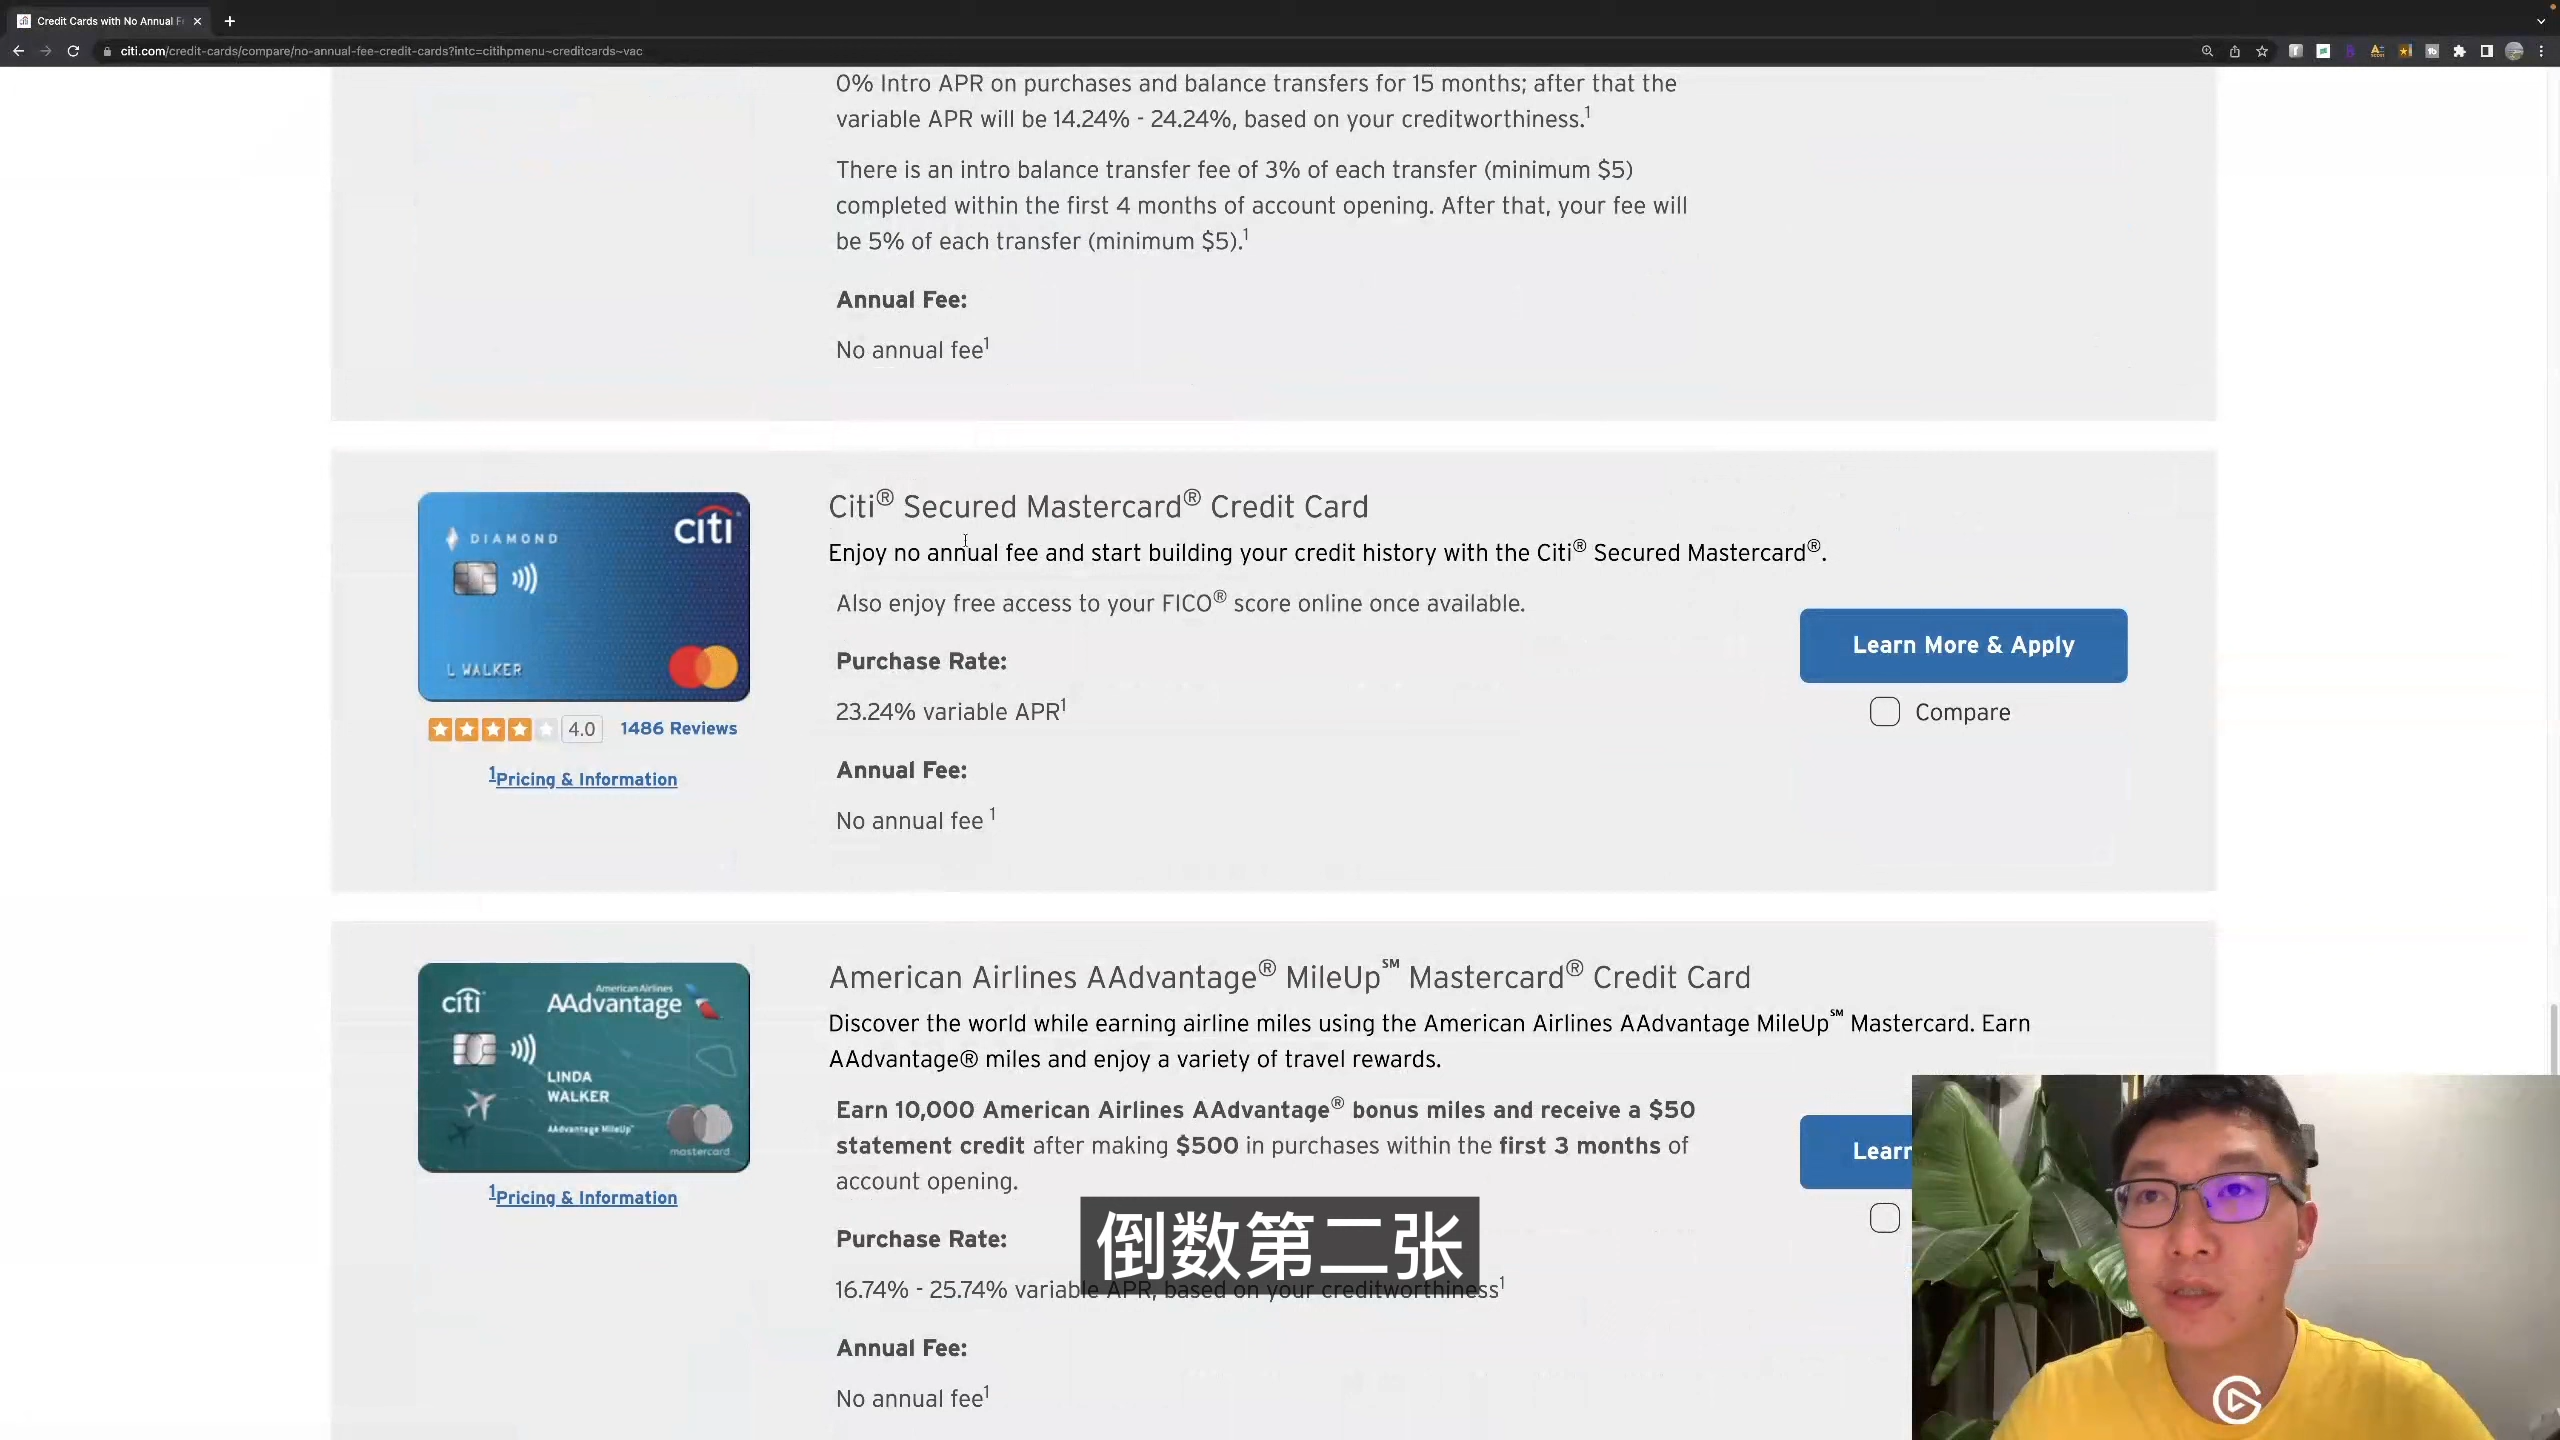 Credit Cards with No Annual F
citi.com/credit-cards/compare/no-annual-fee-credit-cards?intc=citihpmenu~creditcards~vac
0% Intro APR on purchases and balance transfers for 15 months; after that the
variable APR will be 14.24% - 24.24%, based on your creditworthiness.¹
There is an intro balance transfer fee of 3% of each transfer (minimum $5)
completed within the first 4 months of account opening. After that, your fee will
be 5% of each transfer (minimum $5).¹
Annual Fee:
No annual fee¹
DIAMOND
citi
L WALKER
4.0
1486 Reviews
¹Pricing & Information
Citi® Secured Mastercard® Credit Card
Enjoy no annual fee and start building your credit history with the Citi® Secured Mastercard®.
Also enjoy free access to your FICO® score online once available.
Purchase Rate:
23.24% variable APR¹
Annual Fee:
No annual fee ¹
Learn More & Apply
Compare
citi
American Airlines
AAdvantage
LINDA
WALKER
AAdvantage MileUp
mastercard
¹Pricing & Information
American Airlines AAdvantage® MileUp℠ Mastercard® Credit Card
Discover the world while earning airline miles using the American Airlines AAdvantage MileUp℠ Mastercard. Earn
AAdvantage® miles and enjoy a variety of travel rewards.
Earn 10,000 American Airlines AAdvantage® bonus miles and receive a $50
statement credit after making $500 in purchases within the first 3 months of
account opening.
Purchase Rate:
16.74% - 25.74% variable APR, based on your creditworthiness¹
Annual Fee:
No annual fee¹
Learn
倒数第二张